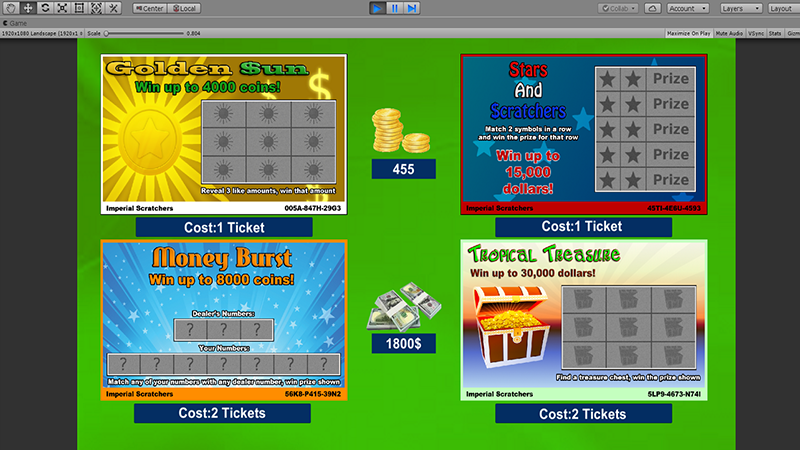 Center
Local
Collab
Account
Layers
Layout
Game
1920x1080 Landscape (1920x1
Scale
0.804
Maximize On Play
Mute Audio
VSync
Stats
Gizm
Golden $un
Win up to 4000 coins!
Reveal 3 like amounts, win that amount
Imperial Scratchers
005A-847H-29G3
Cost:1 Ticket
455
Stars
And
Scratchers
Match 2 symbols in a row
and win the prize for that row
Win up to
15,000
dollars!
Prize
Prize
Prize
Prize
Prize
Imperial Scratchers
Cost:1 Ticket
Money Burst
Win up to 8000 coins!
Dealer's Numbers:
? ? ?
Your Numbers:
? ? ? ? ? ? ?
Match any of your numbers with any dealer number, win prize shown
Imperial Scratchers
56K8-P415-39N2
Cost:2 Tickets
1800$
Tropical Treasure
Win up to 30,000 dollars!
Find a treasure chest, win the prize shown
Imperial Scratchers
5LP9-4673-N74I
Cost:2 Tickets